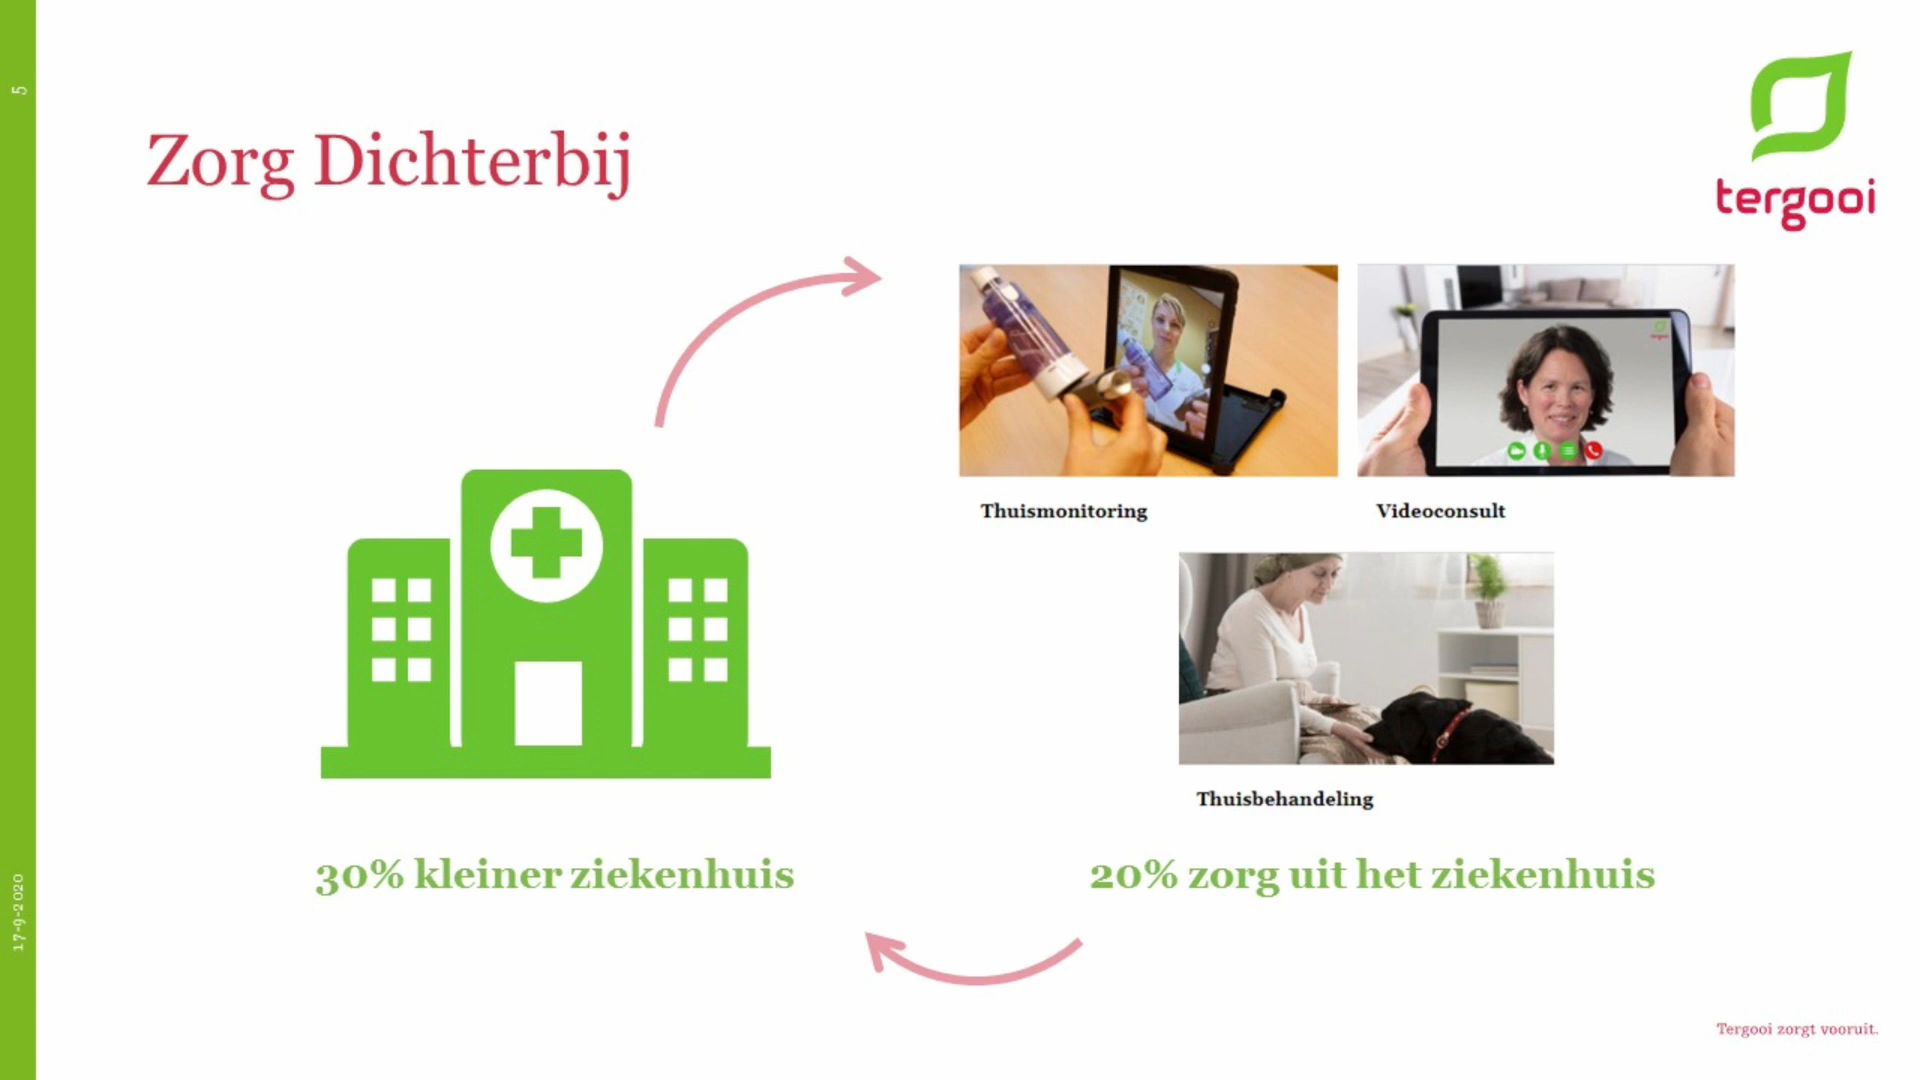 5
Zorg Dichterbij
tergooi
Thuismonitoring
Videoconsult
Thuisbehandeling
30% kleiner ziekenhuis
20% zorg uit het ziekenhuis
17-9-2020
Tergooi zorgt vooruit.